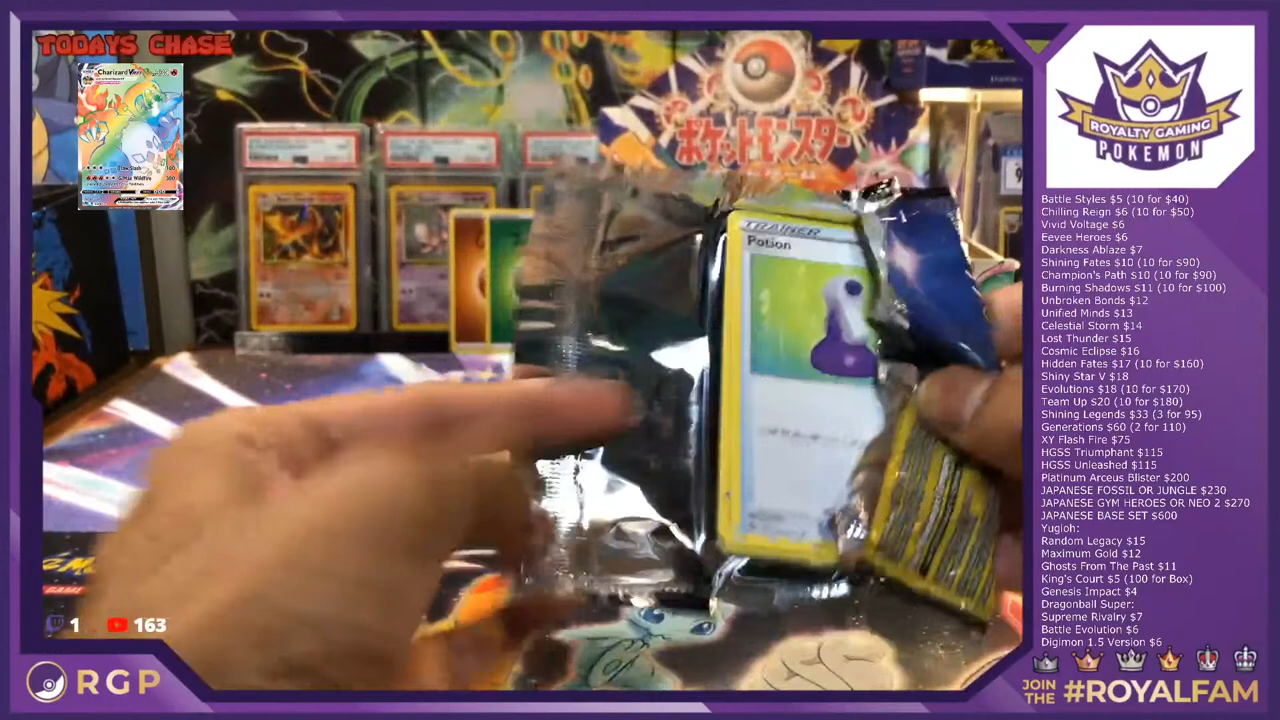 TODAYS CHASE
Charizard
Claw Slash 100
G-Max Wildfire 300
ポケットモンスター
TRAINER
Potion
9
GAME
1
163
RGP
ROYALTY GAMING
POKEMON
Battle Styles $5 (10 for $40)
Chilling Reign $6 (10 for $50)
Vivid Voltage $6
Eevee Heroes $6
Darkness Ablaze $7
Shining Fates $10 (10 for $90)
Champion's Path $10 (10 for $90)
Burning Shadows $11 (10 for $100)
Unbroken Bonds $12
Unified Minds $13
Celestial Storm $14
Lost Thunder $15
Cosmic Eclipse $16
Hidden Fates $17 (10 for $160)
Shiny Star V $18
Evolutions $18 (10 for $170)
Team Up $20 (10 for $180)
Shining Legends $33 (3 for 95)
Generations $60 (2 for 110)
XY Flash Fire $75
HGSS Triumphant $115
HGSS Unleashed $115
Platinum Arceus Blister $200
JAPANESE FOSSIL OR JUNGLE $230
JAPANESE GYM HEROES OR NEO 2 $270
JAPANESE BASE SET $600
Yugioh:
Random Legacy $15
Maximum Gold $12
Ghosts From The Past $11
King's Court $5 (100 for Box)
Genesis Impact $4
Dragonball Super:
Supreme Rivalry $7
Battle Evolution $6
Digimon 1.5 Version $6
JOIN THE #ROYALFAM